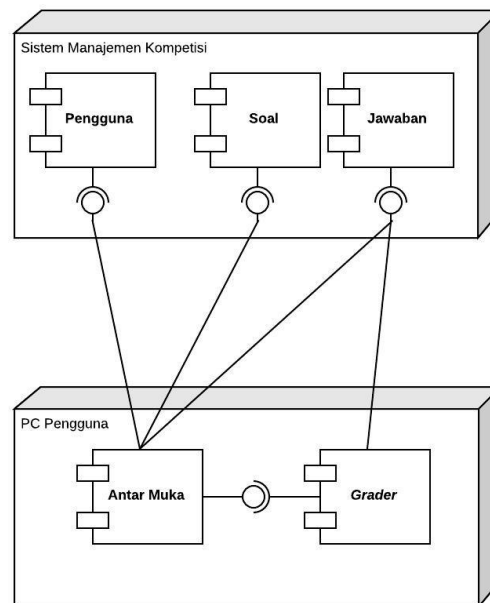 Sistem Manajemen Kompetisi
Pengguna
Soal
Jawaban
PC Pengguna
Antar Muka
Grader